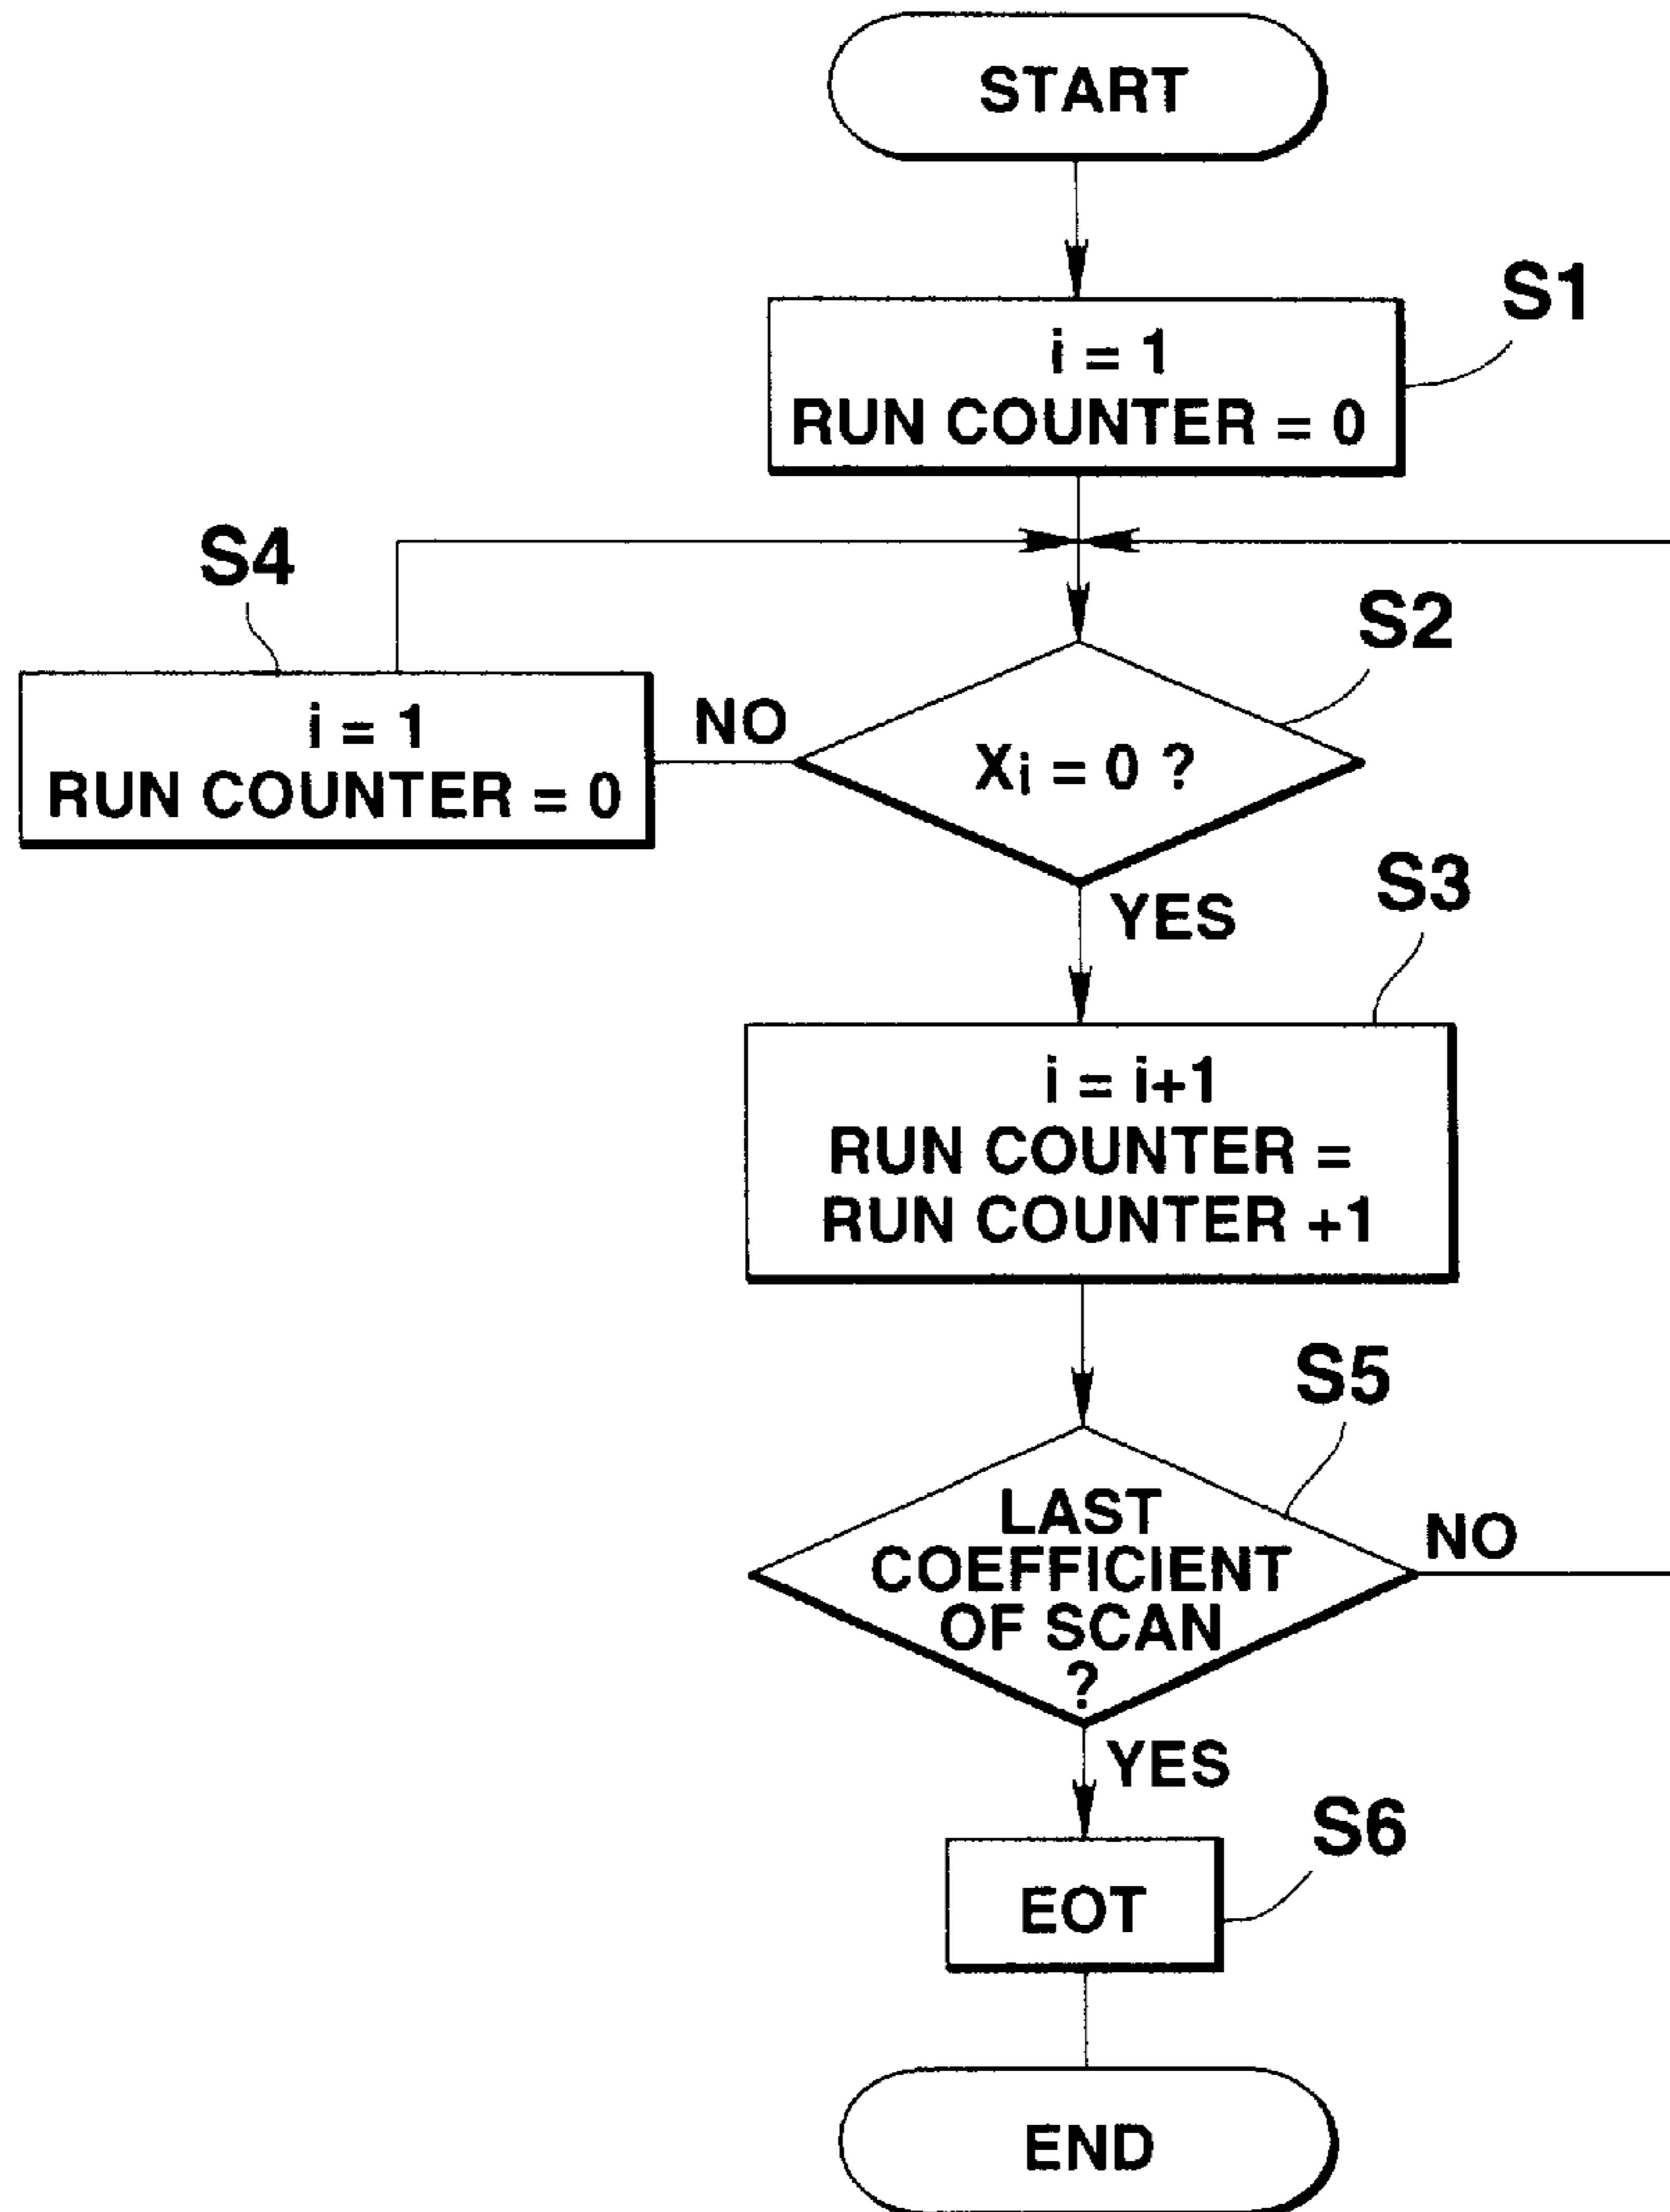 START
S1
i = 1
RUN COUNTER = 0
S4
S2
i = 1
RUN COUNTER = 0
NO
Xi = 0 ?
YES
S3
i = i+1
RUN COUNTER =
RUN COUNTER +1
S5
LAST
COEFFICIENT
OF SCAN
?
NO
YES
S6
EOT
END